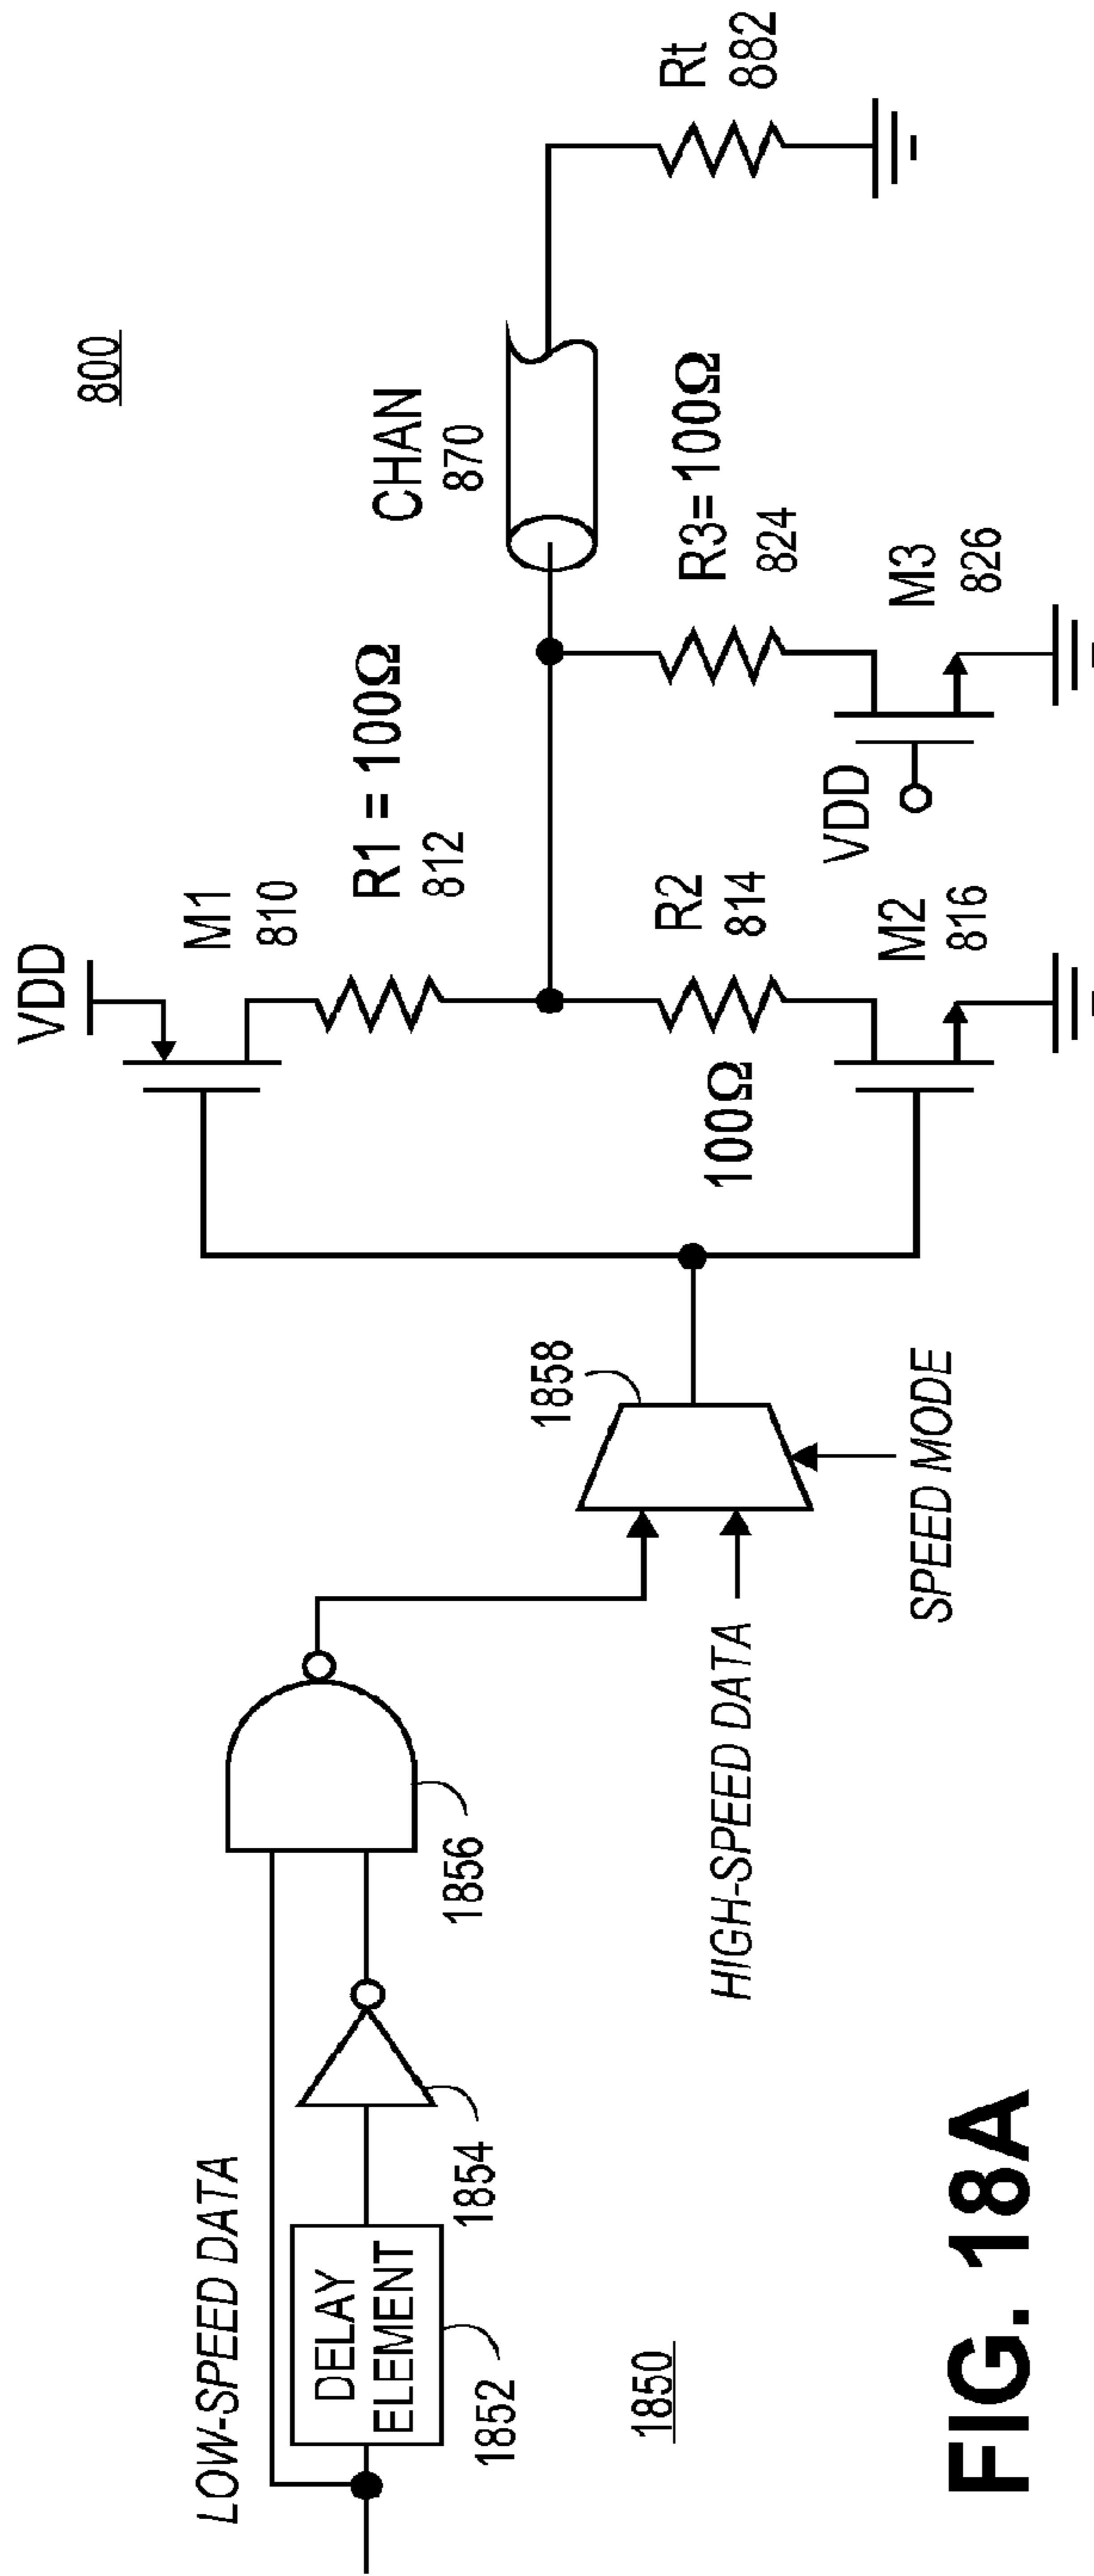 800
VDD
M1
810
R1 = 100Ω
812
CHAN
870
Rt
882
R2
814
100Ω
R3=100Ω
824
M2
816
VDD
M3
826
LOW-SPEED DATA
DELAY
ELEMENT
1852
1854
1856
1858
HIGH-SPEED DATA
SPEED MODE
1850
FIG. 18A